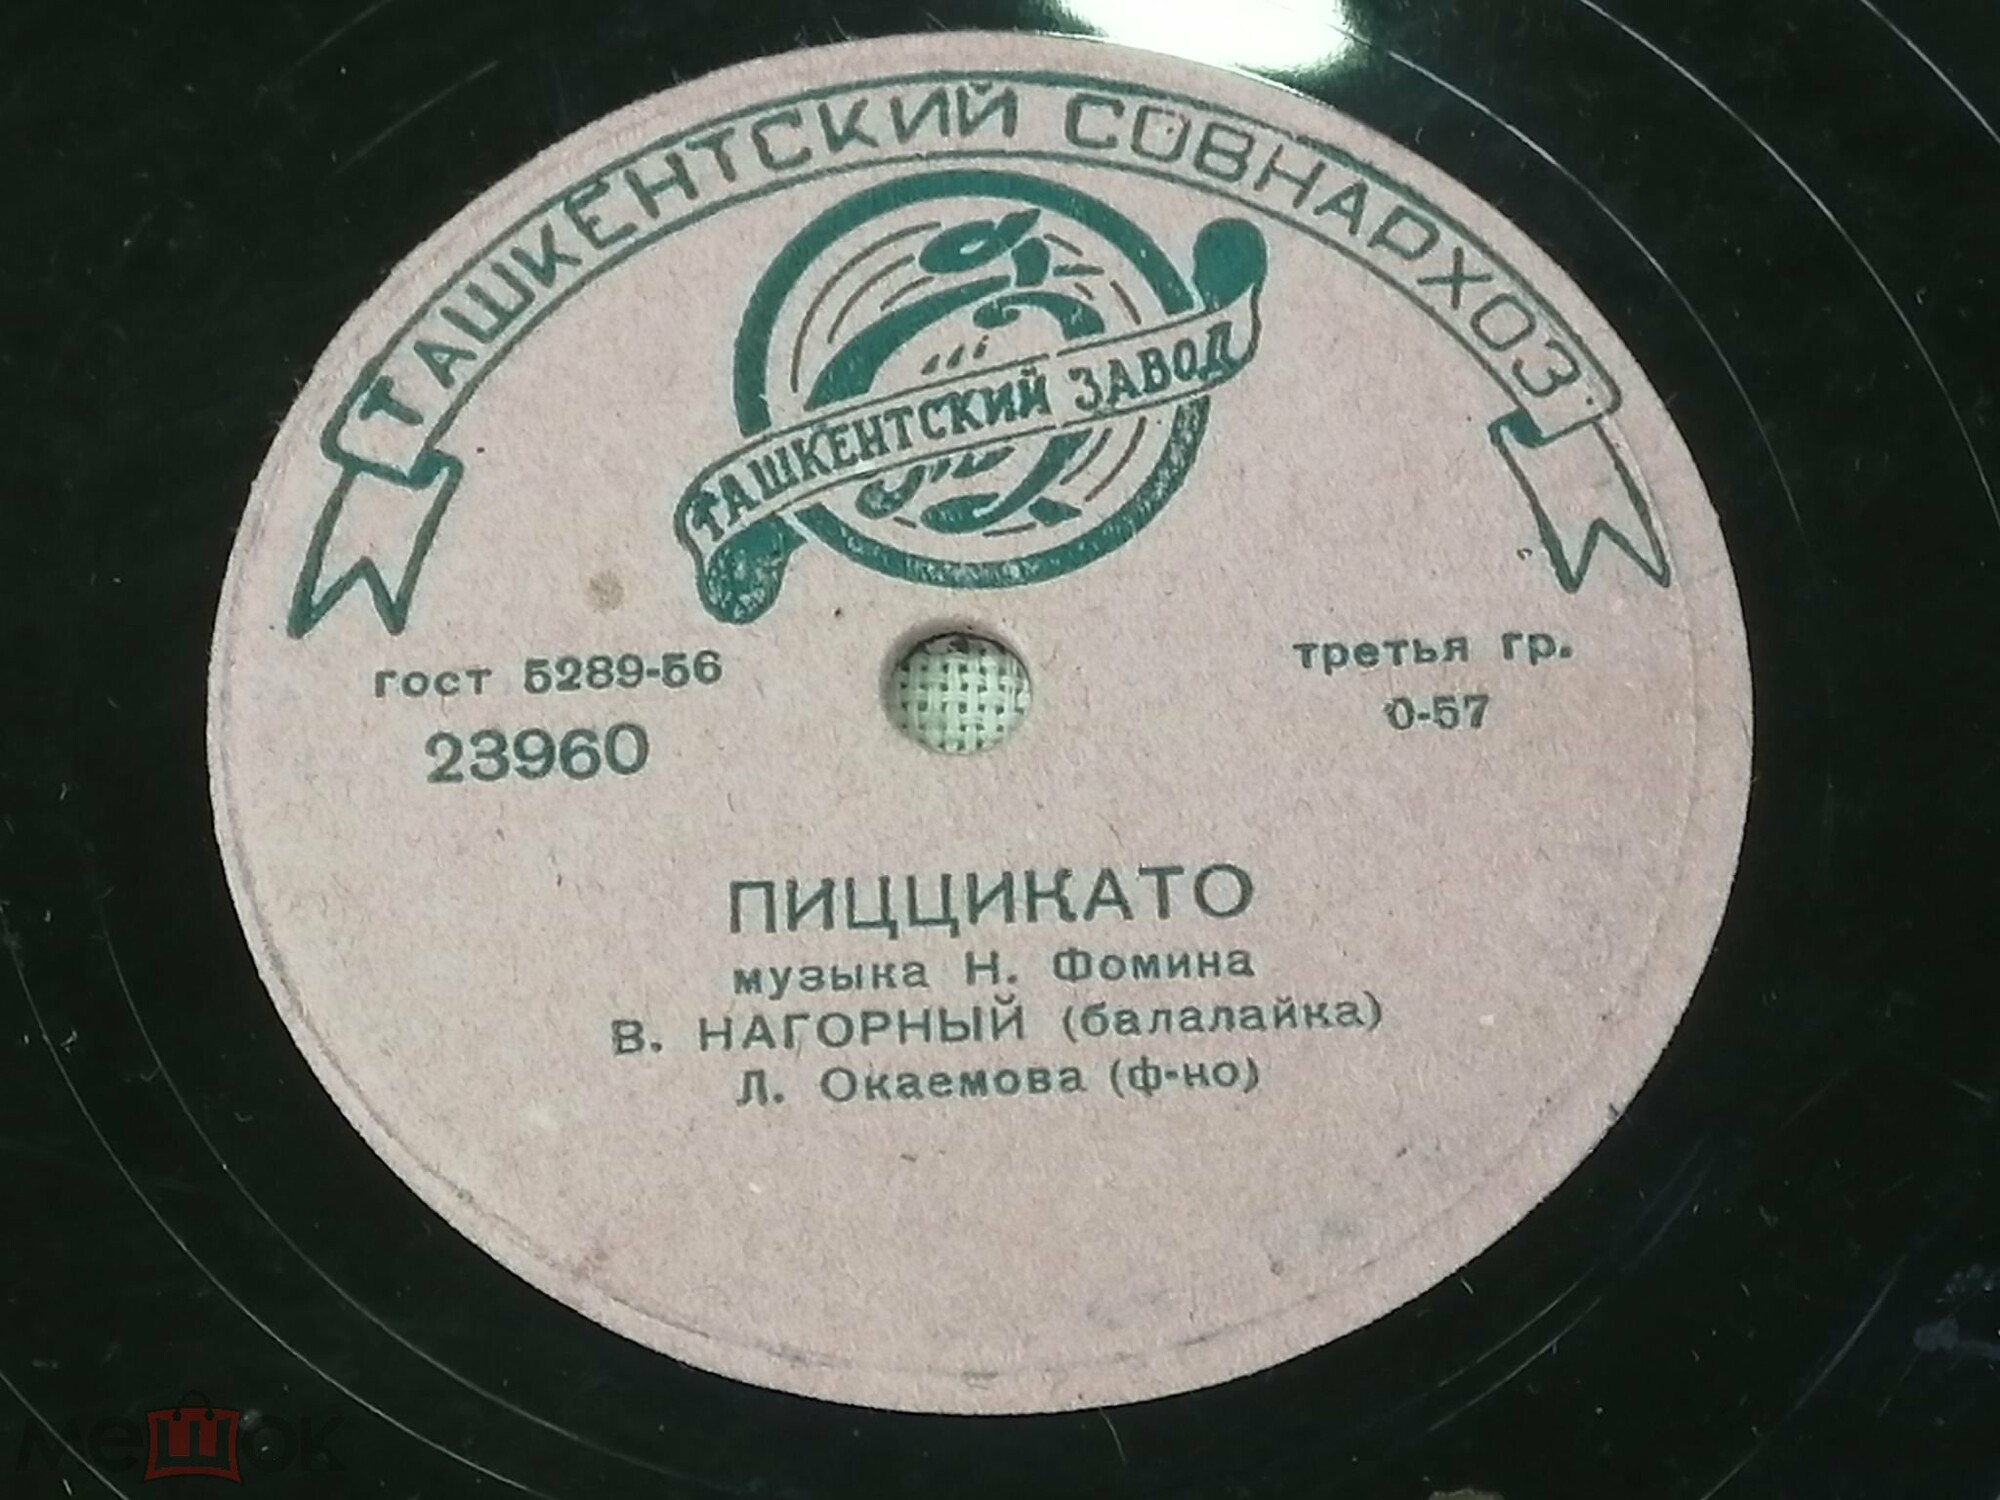 ТАШКЕНТСКИЙ СОВНАРХОЗ
ТАШКЕНТСКИЙ ЗАВОД
гост 5289-56
третья гр.
23960
0-57
ПИЦЦИКАТО
музыка Н. Фомина
В. НАГОРНЫЙ (балалайка)
Л. Окаемова (ф-но)
мешок